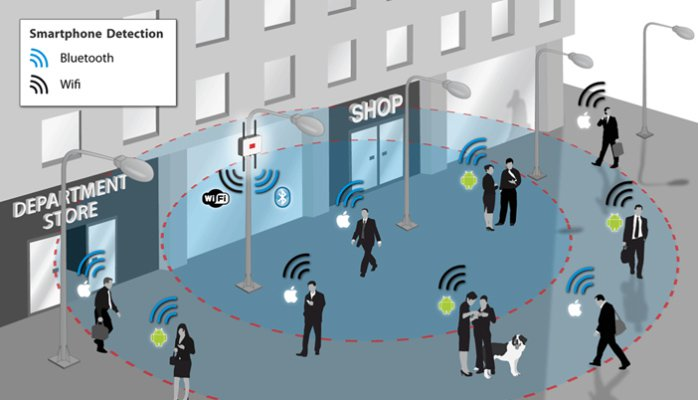 Smartphone Detection
Bluetooth
Wifi
SHOP
DEPARTMENT
STORE
WiFi